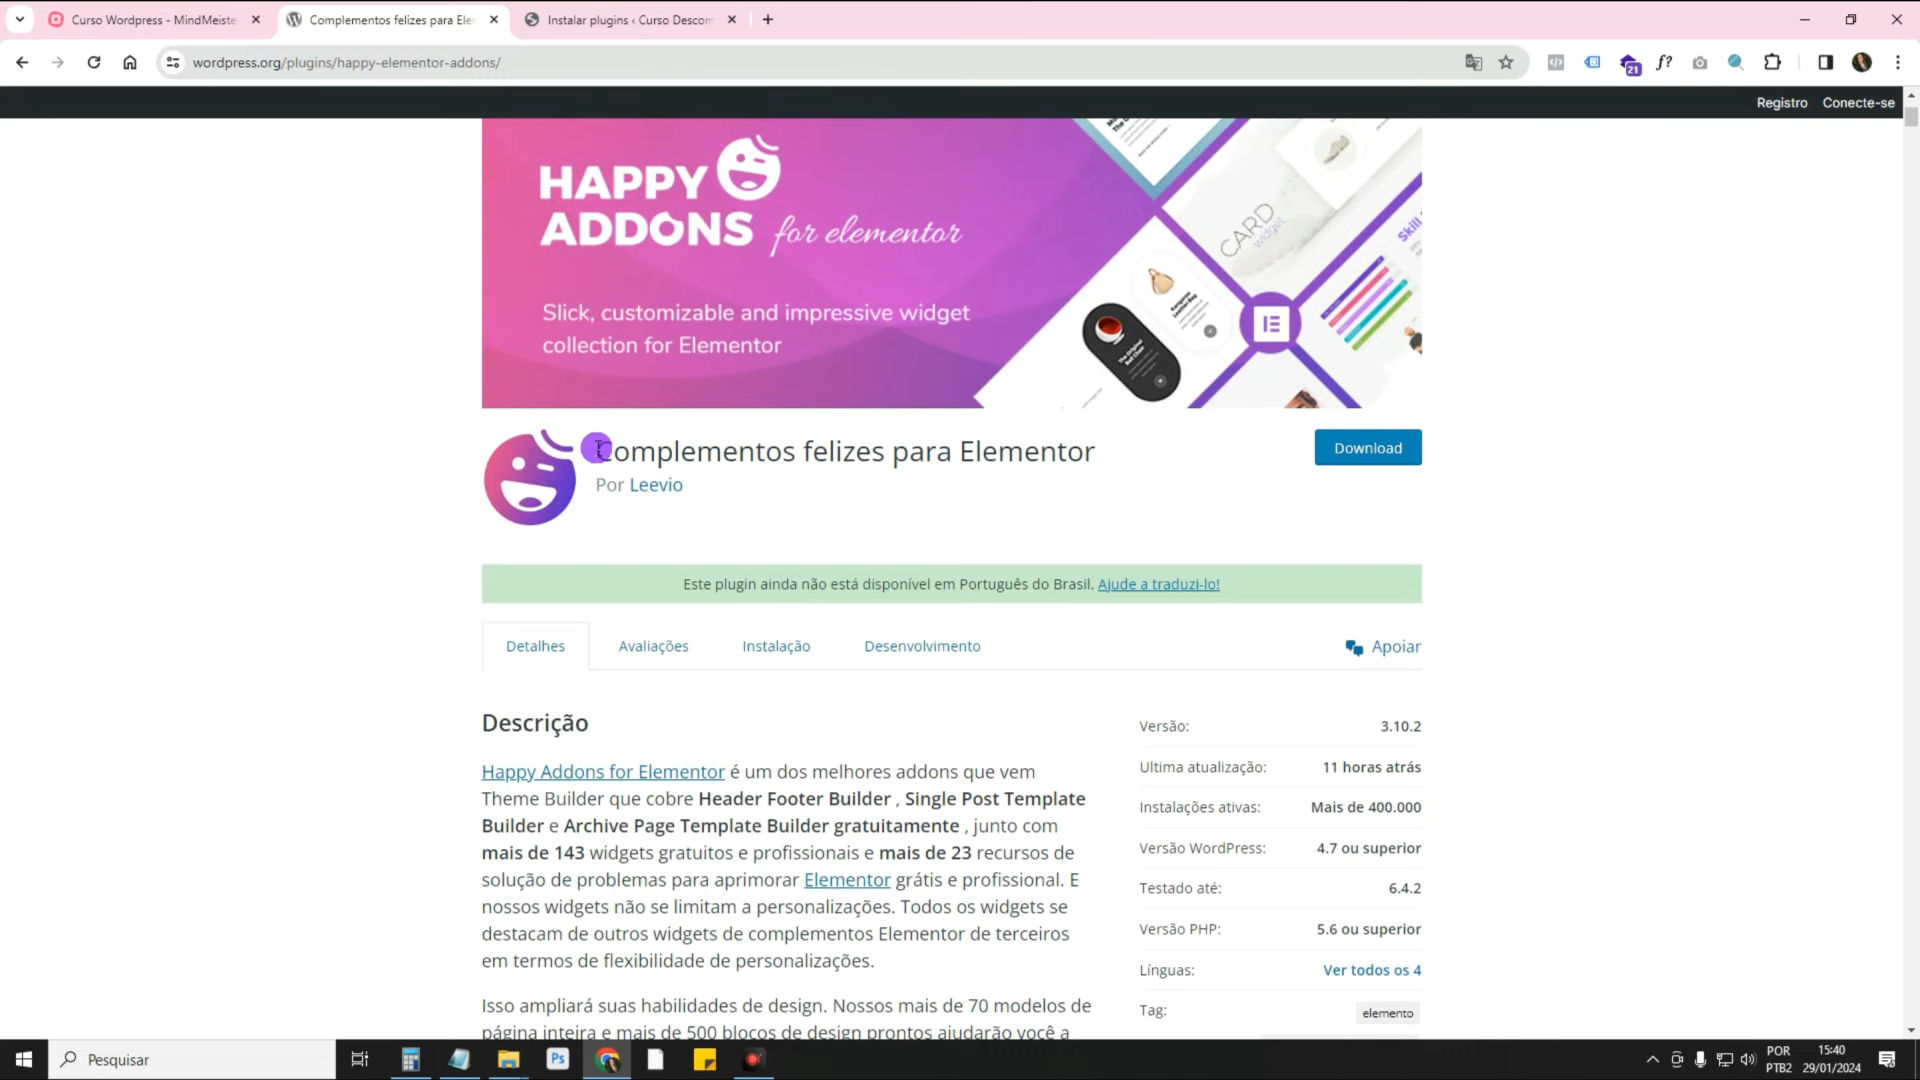 Curso Wordpress - MindMeiste
Complementos felizes para Ele
Instalar plugins ‹ Curso Descom
wordpress.org/plugins/happy-elementor-addons/
21
f?
Registro Conecte-se
HAPPY
ADDONS for elementor
Slick, customizable and impressive widget
collection for Elementor
CARD
widget
Skill
Complementos felizes para Elementor
Download
Por Leevio
Este plugin ainda não está disponível em Português do Brasil. Ajude a traduzi-lo!
Detalhes Avaliações Instalação Desenvolvimento Apoiar
Descrição
Happy Addons for Elementor é um dos melhores addons que vem
Theme Builder que cobre Header Footer Builder , Single Post Template
Builder e Archive Page Template Builder gratuitamente , junto com
mais de 143 widgets gratuitos e profissionais e mais de 23 recursos de
solução de problemas para aprimorar Elementor grátis e profissional. E
nossos widgets não se limitam a personalizações. Todos os widgets se
destacam de outros widgets de complementos Elementor de terceiros
em termos de flexibilidade de personalizações.
Isso ampliará suas habilidades de design. Nossos mais de 70 modelos de
página inteira e mais de 500 blocos de design prontos ajudarão você a
Versão: 3.10.2
Ultima atualização: 11 horas atrás
Instalações ativas: Mais de 400.000
Versão WordPress: 4.7 ou superior
Testado até: 6.4.2
Versão PHP: 5.6 ou superior
Línguas: Ver todos os 4
Tag: elemento
Pesquisar
Ps
POR
PTB2
15:40
29/01/2024